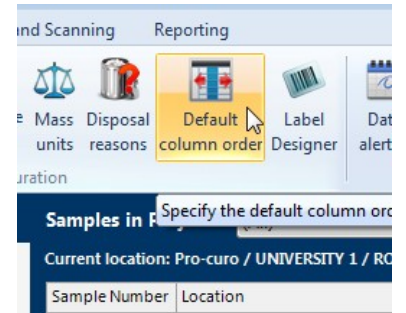 nd Scanning Reporting
Mass Disposal Default Label Dat
units reasons column order Designer alert
uration
Specify the default column ord
Samples in
Current location: Pro-curo / UNIVERSITY 1 / RO
Sample Number Location